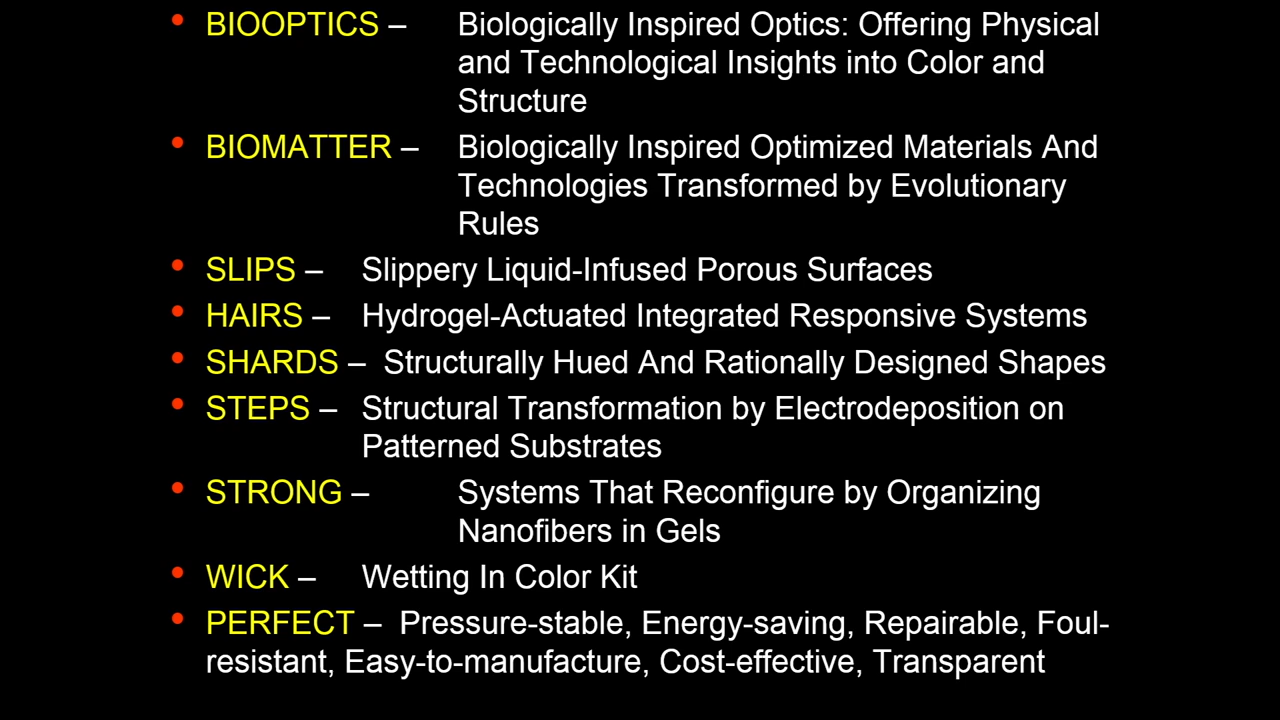 • BIOOPTICS – Biologically Inspired Optics: Offering Physical
and Technological Insights into Color and
Structure
• BIOMATTER – Biologically Inspired Optimized Materials And
Technologies Transformed by Evolutionary
Rules
• SLIPS – Slippery Liquid-Infused Porous Surfaces
• HAIRS – Hydrogel-Actuated Integrated Responsive Systems
• SHARDS – Structurally Hued And Rationally Designed Shapes
• STEPS – Structural Transformation by Electrodeposition on
Patterned Substrates
• STRONG – Systems That Reconfigure by Organizing
Nanofibers in Gels
• WICK – Wetting In Color Kit
• PERFECT – Pressure-stable, Energy-saving, Repairable, Foul-
resistant, Easy-to-manufacture, Cost-effective, Transparent